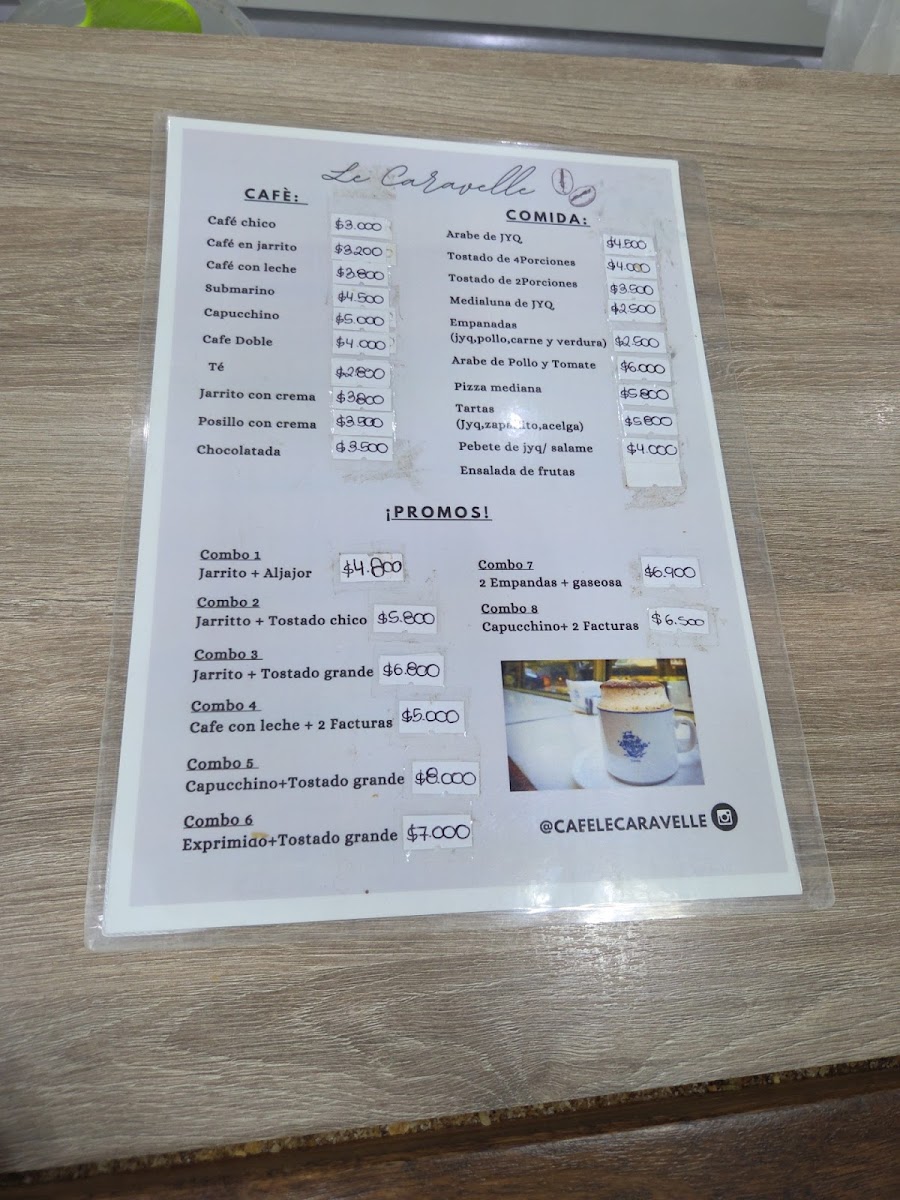 Le Caravelle
CAFÈ:
Café chico $3.000
Café en jarrito $3.200
Café con leche $3.800
Submarino $4.500
Capucchino $5.000
Cafe Doble $4.000
Té $2.800
Jarrito con crema $3.800
Posillo con crema $3.500
Chocolatada $3.500
COMIDA:
Arabe de JYQ $4.800
Tostado de 4Porciones $4.000
Tostado de 2Porciones $3.500
Medialuna de JYQ $2.500
Empanadas
(jyq,pollo,carne y verdura) $2.500
Arabe de Pollo y Tomate $6.000
Pizza mediana $5.800
Tartas
(Jyq,zapallito,acelga) $5.800
Pebete de jyq/ salame $4.000
Ensalada de frutas
¡PROMOS!
Combo 1
Jarrito + Aljajor $4.800
Combo 2
Jarritto + Tostado chico $5.800
Combo 3
Jarrito + Tostado grande $6.800
Combo 4
Cafe con leche + 2 Facturas $5.000
Combo 5
Capucchino+Tostado grande $8.000
Combo 6
Exprimido+Tostado grande $7.000
Combo 7
2 Empandas + gaseosa $6.900
Combo 8
Capucchino+ 2 Facturas $6.500
@CAFELECARAVELLE